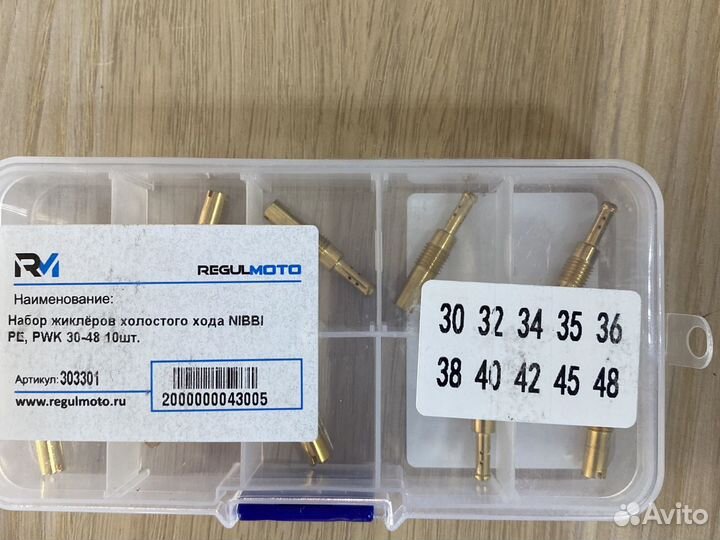 RM
REGULMOTO
Наименование:
Набор жиклёров холостого хода NIBBI
PE, PWK 30-48 10шт.
Артикул: 303301
www.regulmoto.ru
2000000043005
30 32 34 35 36
38 40 42 45 48
Avito